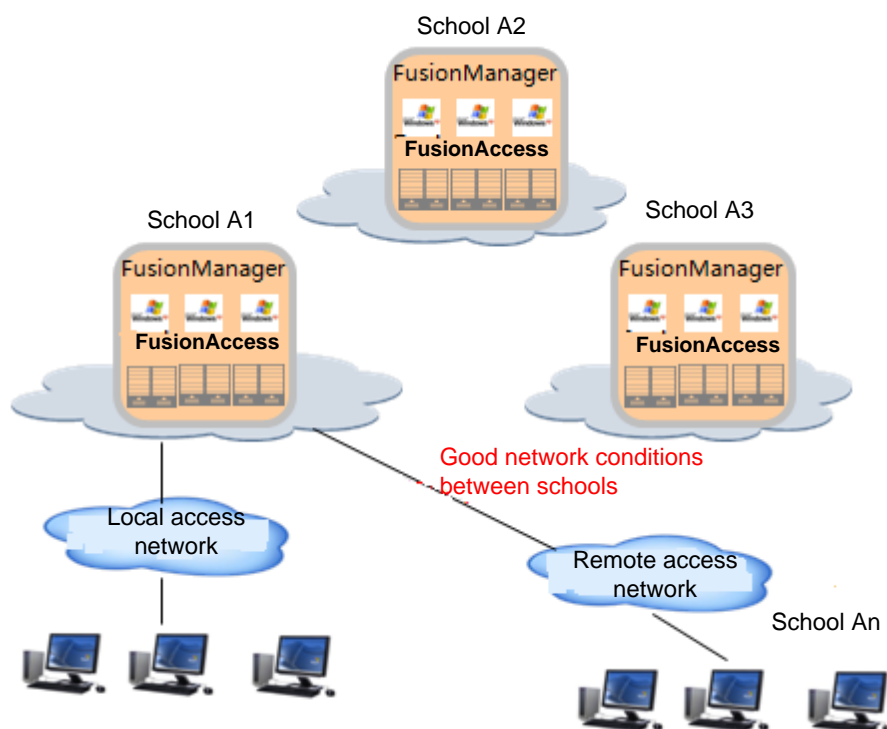 School A2
FusionManager
FusionAccess
School A1
FusionManager
FusionAccess
School A3
FusionManager
FusionAccess
Good network conditions
between schools
Local access
network
Remote access
network
School An